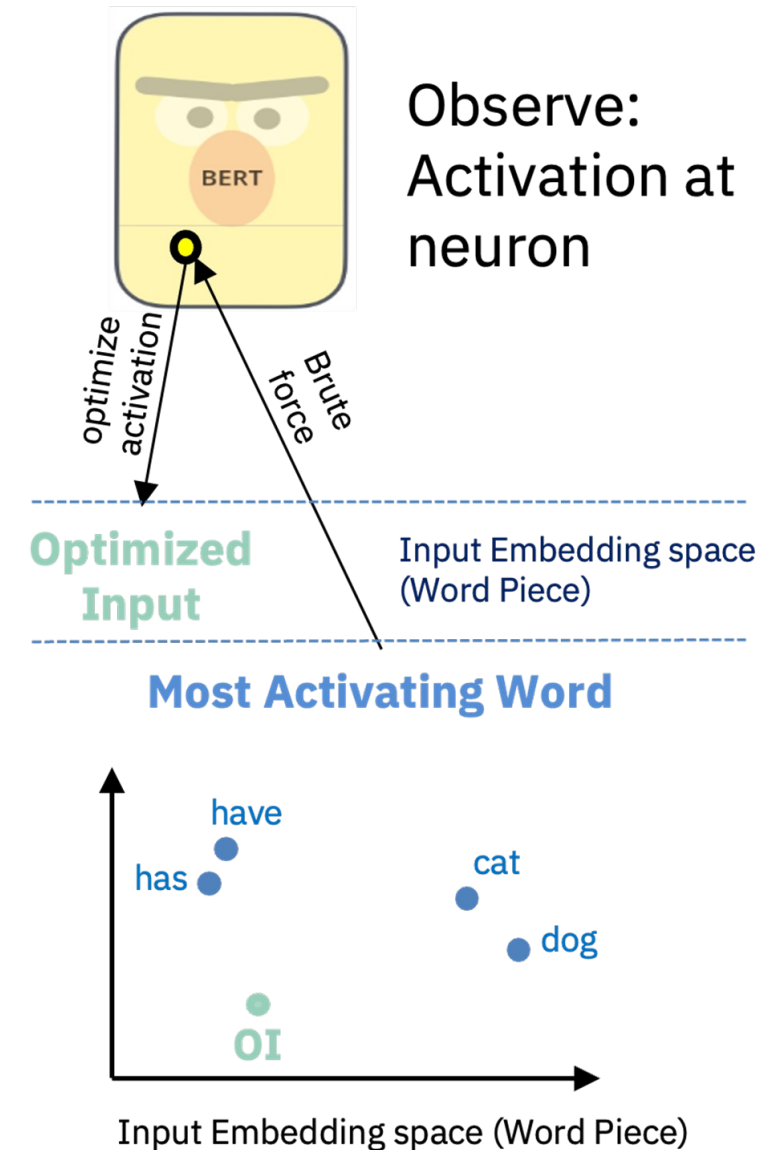 BERT
Observe:
Activation at
neuron
optimize
activation
Brute
force
Optimized
Input
Input Embedding space
(Word Piece)
Most Activating Word
have
has
cat
dog
OI
Input Embedding space (Word Piece)